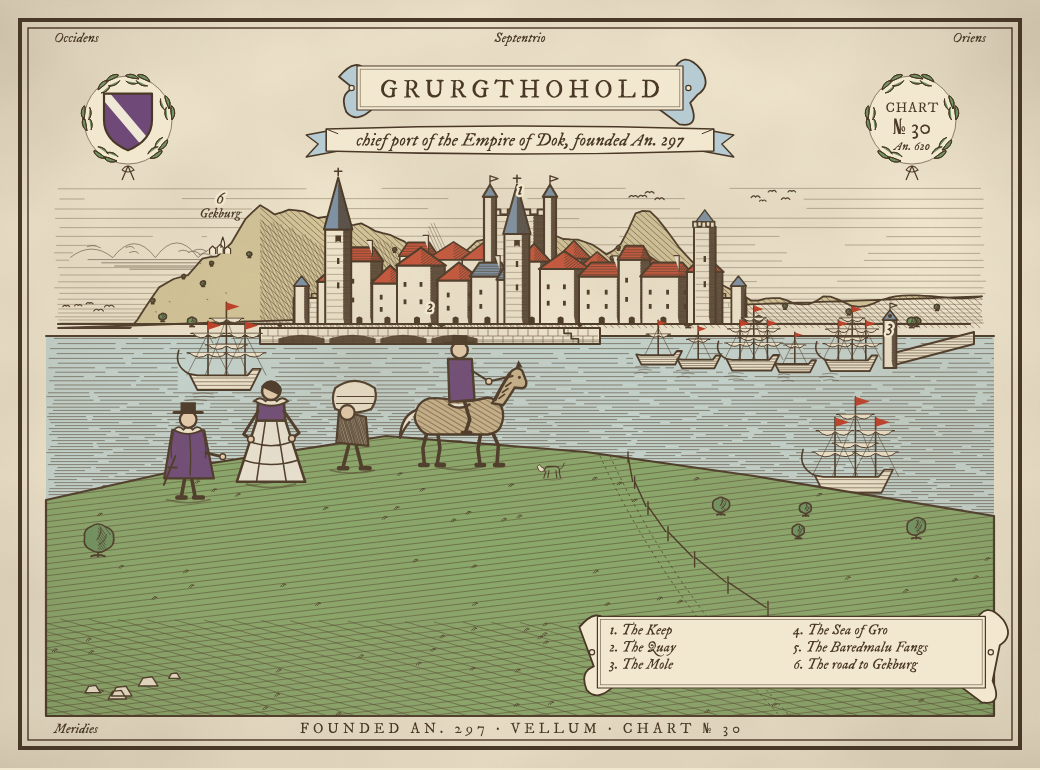 Occidens
Septentrio
Oriens
GRURGTHOHOLD
chief port of the Empire of Dok, founded An. 297
CHART
№ 30
An. 620
1
6
Gekburg
2
3
1. The Keep
2. The Quay
3. The Mole
4. The Sea of Gro
5. The Baredmalu Fangs
6. The road to Gekburg
Meridies
FOUNDED AN. 297 · VELLUM · CHART № 30